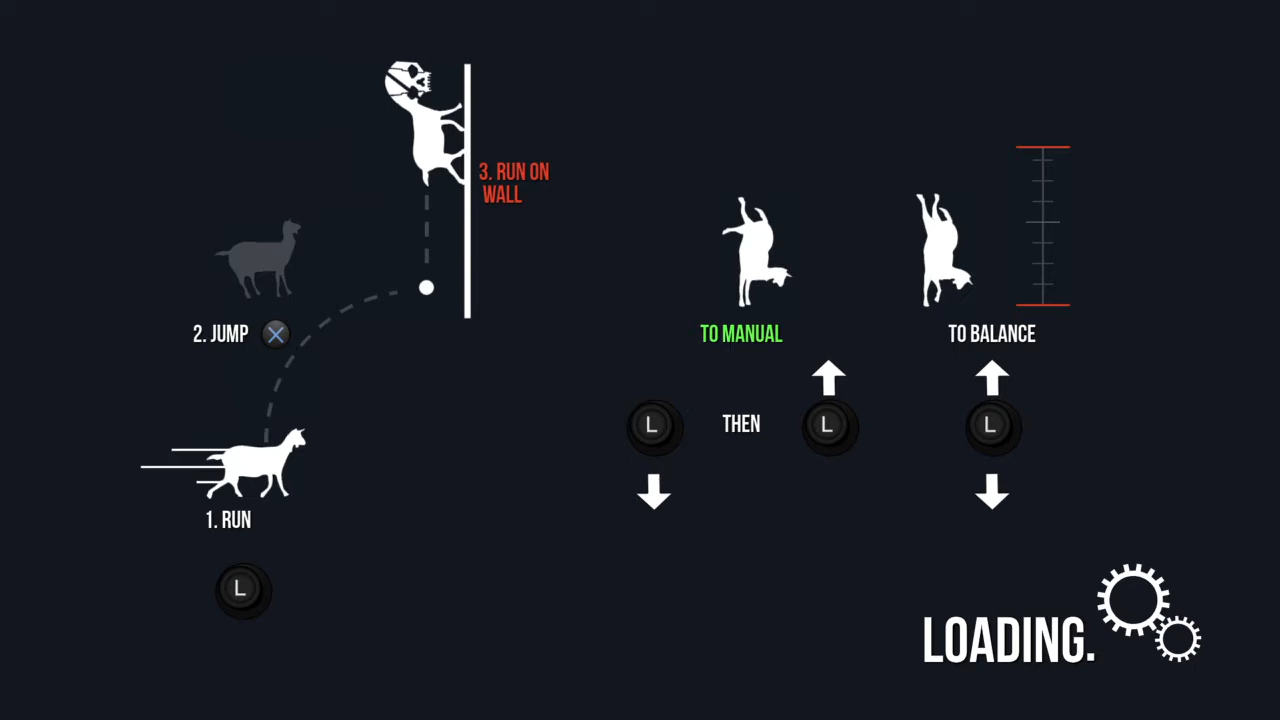 3. RUN ON
WALL
2. JUMP
1. RUN
L
TO MANUAL
L
THEN
L
TO BALANCE
L
LOADING.